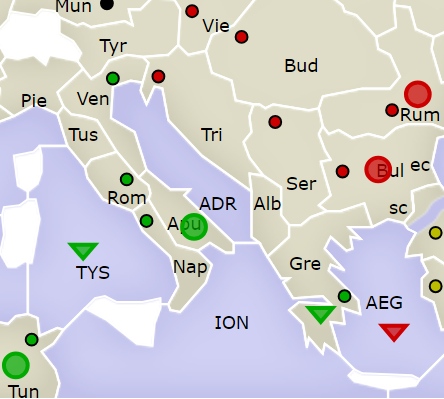 Mun
Vie
Tyr
Bud
Pie
Ven
Rum
Tus
Tri
Bul ec
Ser
Rom
ADR
Alb
sc
Apu
Nap
Gre
TYS
AEG
ION
Tun